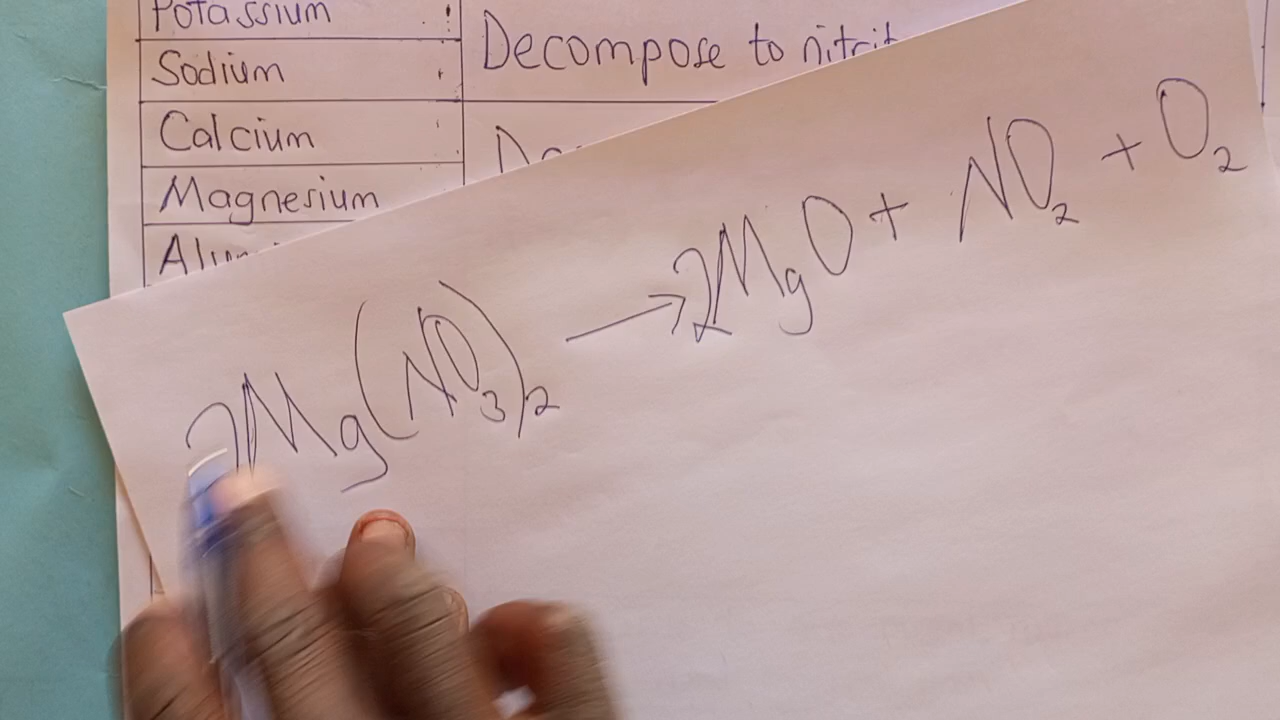 Potassium
Sodium
Decompose to
Calcium
Magnesium
2Mg(NO₃)₂ → 2MgO + NO₂ + O₂